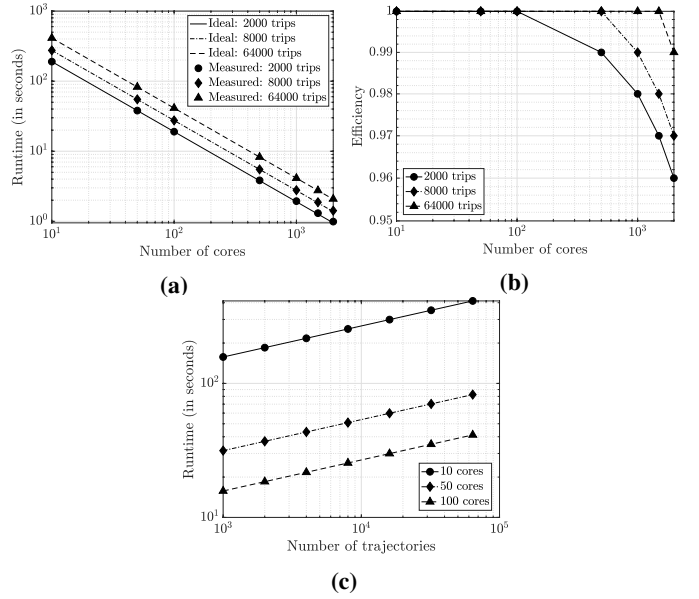 10^3
10^2
10^1
10^0
Runtime (in seconds)
Ideal: 2000 trips
Ideal: 8000 trips
Ideal: 64000 trips
Measured: 2000 trips
Measured: 8000 trips
Measured: 64000 trips
10^1 10^2 10^3
Number of cores
(a)
1
0.99
0.98
0.97
0.96
0.95
Efficiency
2000 trips
8000 trips
64000 trips
10^1 10^2 10^3
Number of cores
(b)
10^2
10^1
Runtime (in seconds)
10 cores
50 cores
100 cores
10^3 10^4 10^5
Number of trajectories
(c)